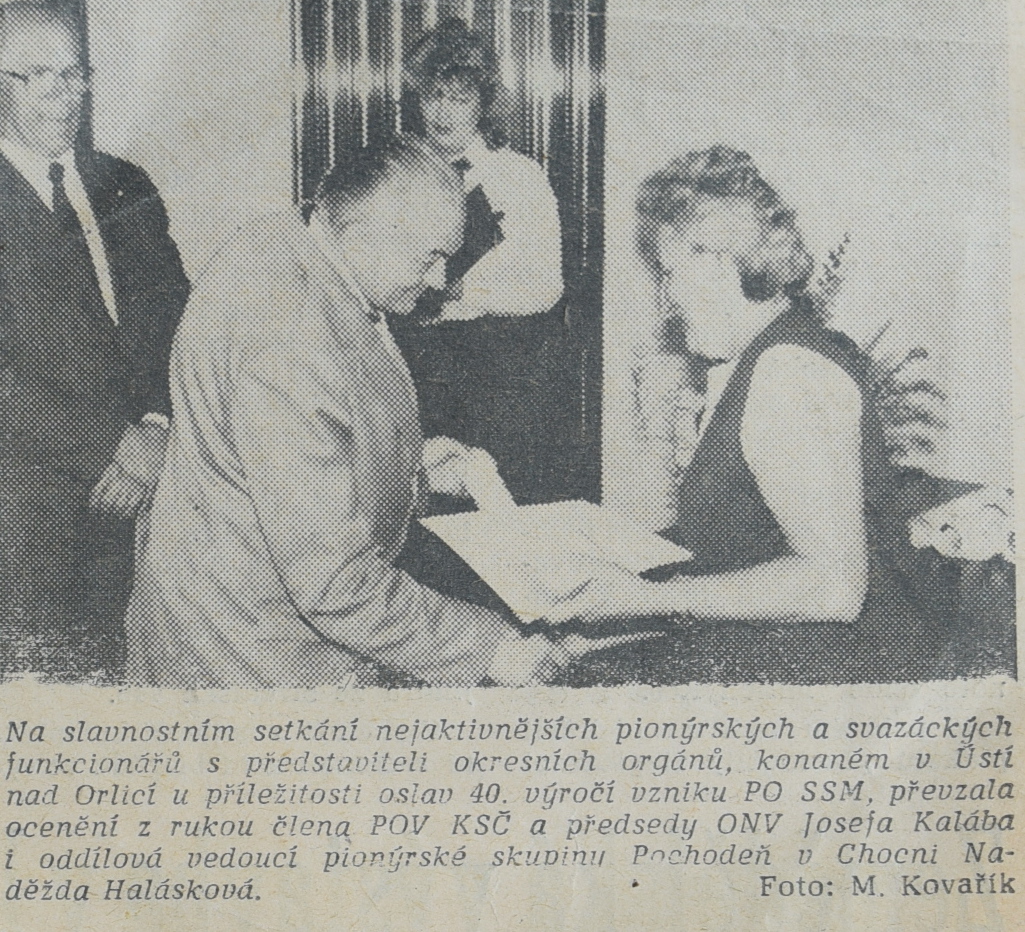 Na slavnostním setkání nejaktivnějších pionýrských a svazáckých
funkcionářů s představiteli okresních orgánů, konaném v Ústí
nad Orlicí u příležitosti oslav 40. výročí vzniku PO SSM, převzala
ocenění z rukou člena POV KSČ a předsedy ONV Josefa Kalába
i oddílová vedoucí pionýrské skupiny Pochodeň v Chocni Na-
děžda Halásková. Foto: M. Kovařík